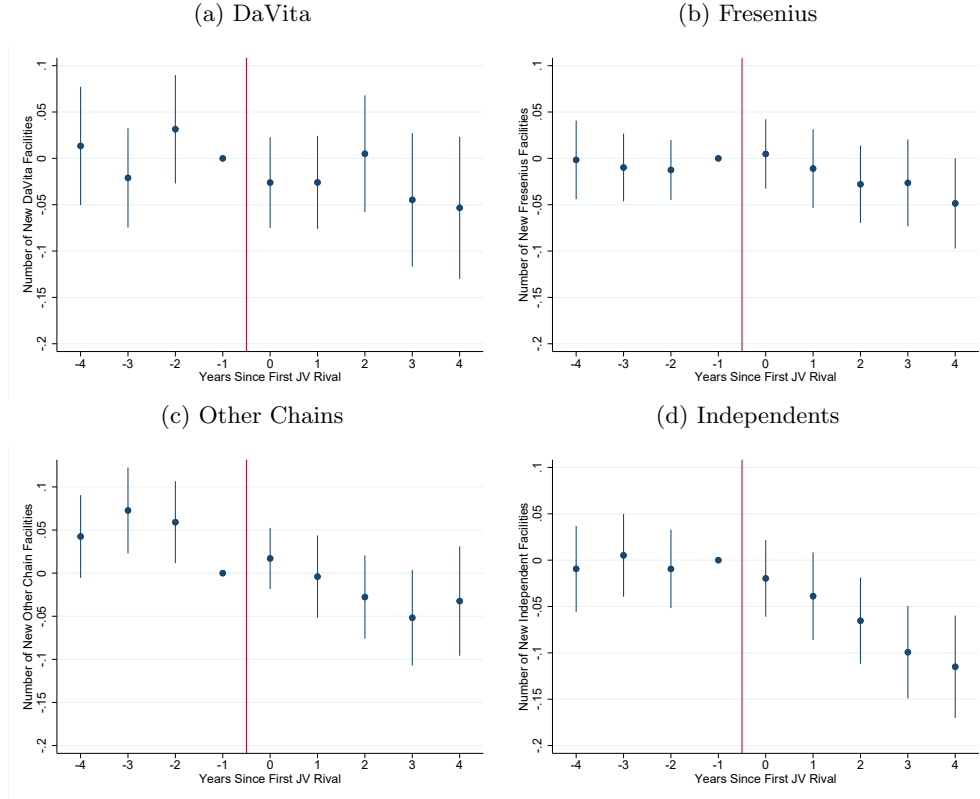 (a) DaVita
Number of New DaVita Facilities
.1
.05
0
-.05
-.1
-.15
-.2
-4 -3 -2 -1 0 1 2 3 4
Years Since First JV Rival
(b) Fresenius
Number of New Fresenius Facilities
.1
.05
0
-.05
-.1
-.15
-.2
-4 -3 -2 -1 0 1 2 3 4
Years Since First JV Rival
(c) Other Chains
Number of New Other Chain Facilities
.1
.05
0
-.05
-.1
-.15
-.2
-4 -3 -2 -1 0 1 2 3 4
Years Since First JV Rival
(d) Independents
Number of New Independent Facilities
.1
.05
0
-.05
-.1
-.15
-.2
-4 -3 -2 -1 0 1 2 3 4
Years Since First JV Rival